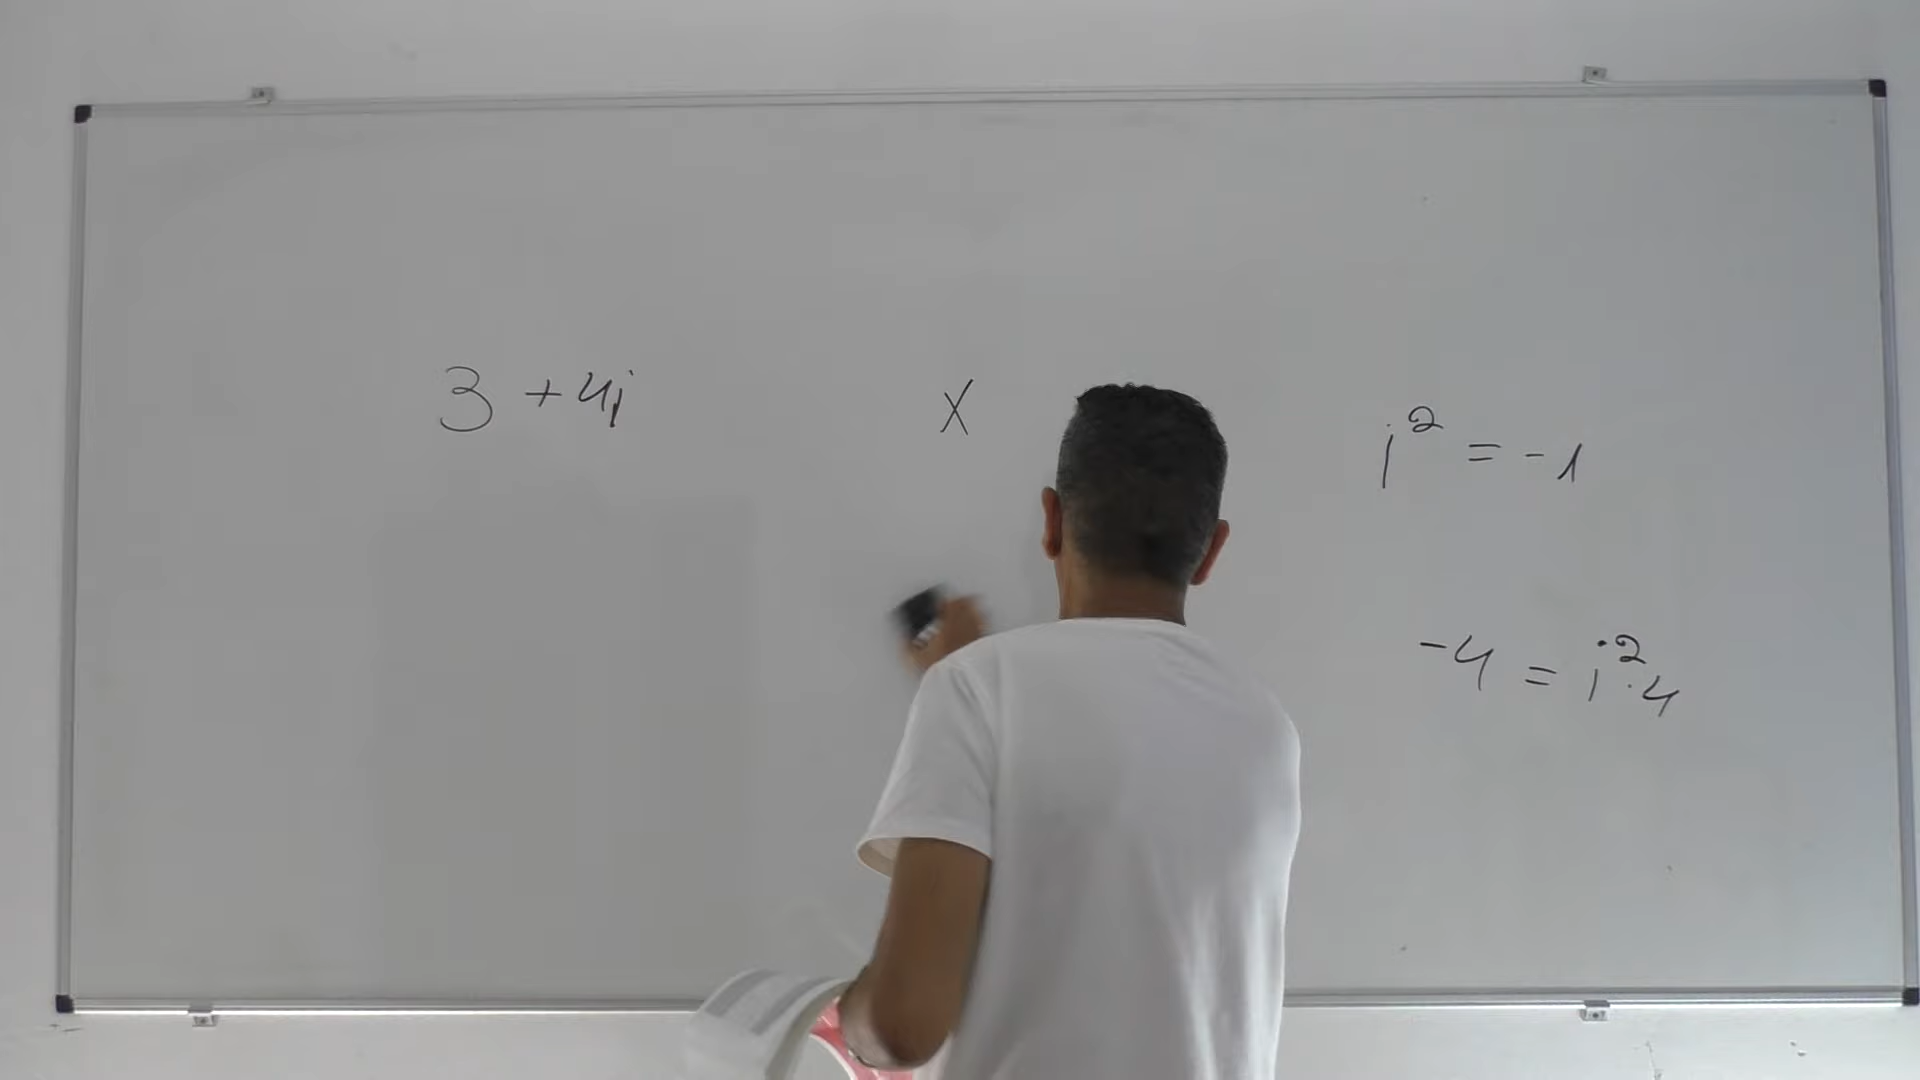 3 + 4i
x
i² = -1
-4 = i² · 4